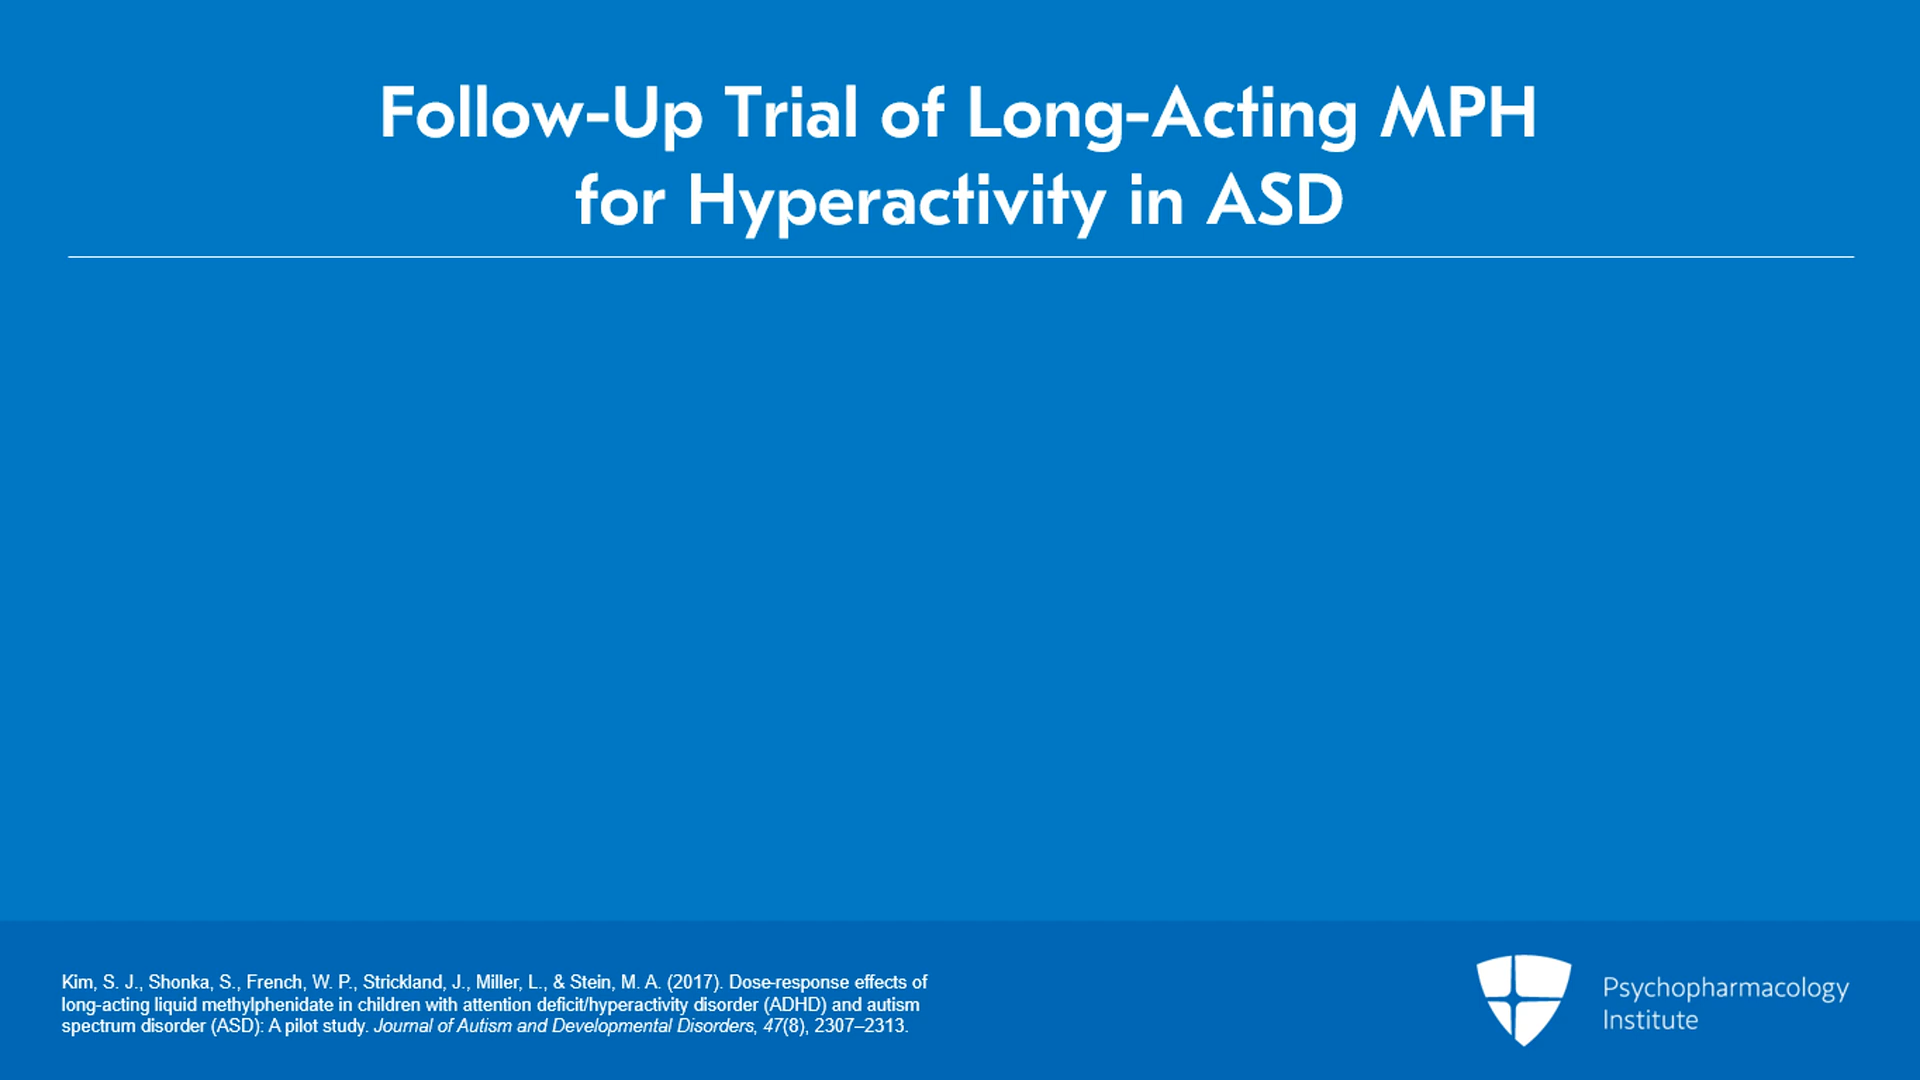 Follow-Up Trial of Long-Acting MPH
for Hyperactivity in ASD
Kim, S. J., Shonka, S., French, W. P., Strickland, J., Miller, L., & Stein, M. A. (2017). Dose-response effects of
long-acting liquid methylphenidate in children with attention deficit/hyperactivity disorder (ADHD) and autism
spectrum disorder (ASD): A pilot study. Journal of Autism and Developmental Disorders, 47(8), 2307–2313.
Psychopharmacology
Institute